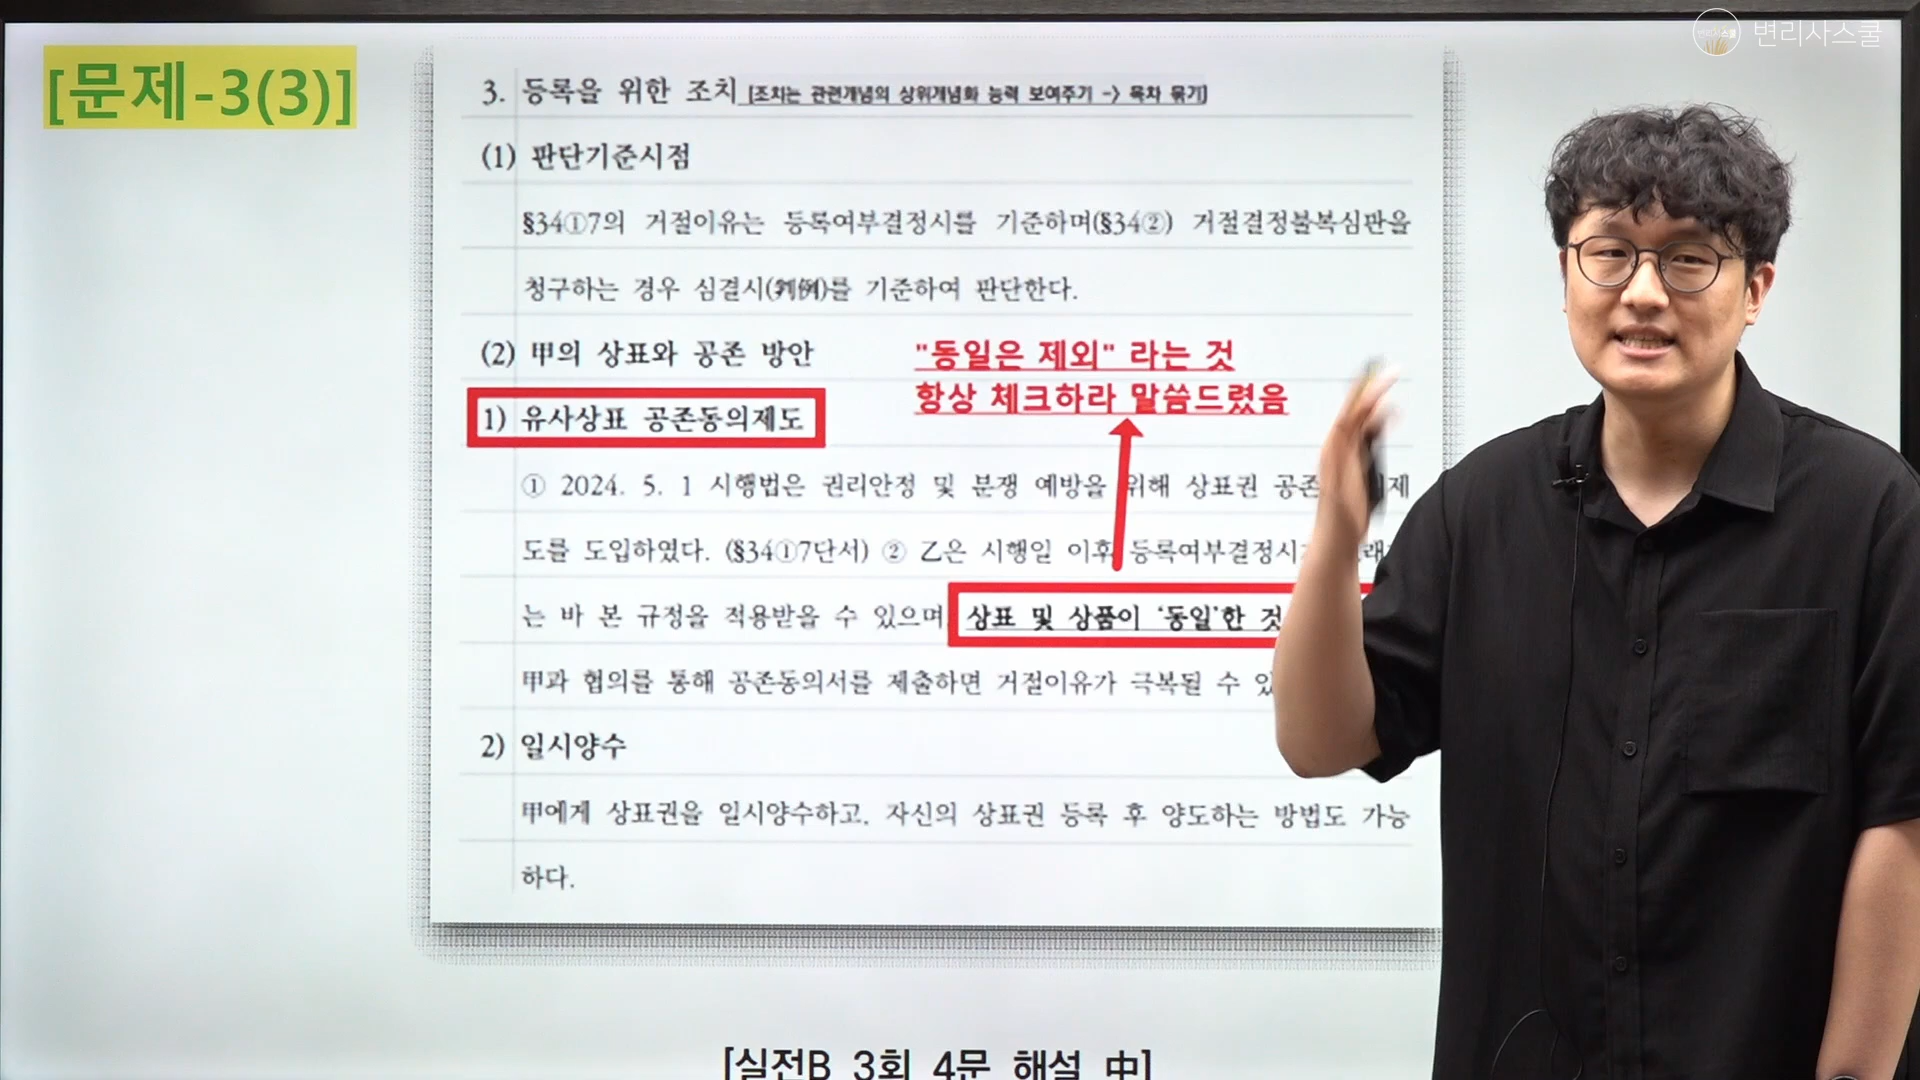 변리사스쿨
[문제-3(3)]
3. 등록을 위한 조치 [조치는 관련개념의 상위개념화 능력 보여주기 -> 목차 묶기]
(1) 판단기준시점
§34①7의 거절이유는 등록여부결정시를 기준하며(§34②) 거절결정불복심판을
청구하는 경우 심결시(判例)를 기준하여 판단한다.
(2) 甲의 상표와 공존 방안
"동일은 제외" 라는 것
항상 체크하라 말씀드렸음
1) 유사상표 공존동의제도
① 2024. 5. 1 시행법은 권리안정 및 분쟁 예방을 위해 상표권
도를 도입하였다. (§34①7단서) ② 乙은 시행일 이후 등록여부결정시
는 바 본 규정을 적용받을 수 있으며, 상표 및 상품이 '동일'한
甲과 협의를 통해 공존동의서를 제출하면 거절이유가 극복될 수
2) 일시양수
甲에게 상표권을 일시양수하고, 자신의 상표권 등록 후 양도하는 방법도 가능
하다.
[실전B 3회 4문 해설 中]